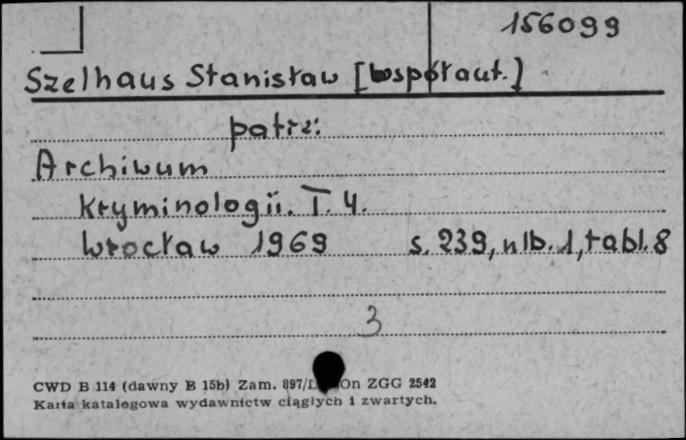 156099
Szelhaus Stanisław [współaut.]
patrz:
Archiwum
kryminologii. T. 4.
Wrocław 1969 s. 239, nlb. 1, tabl. 8
3
CWD B 114 (dawny B 15b) Zam. 897/ On ZGG 2542
Karta katalogowa wydawnictw ciągłych i zwartych.